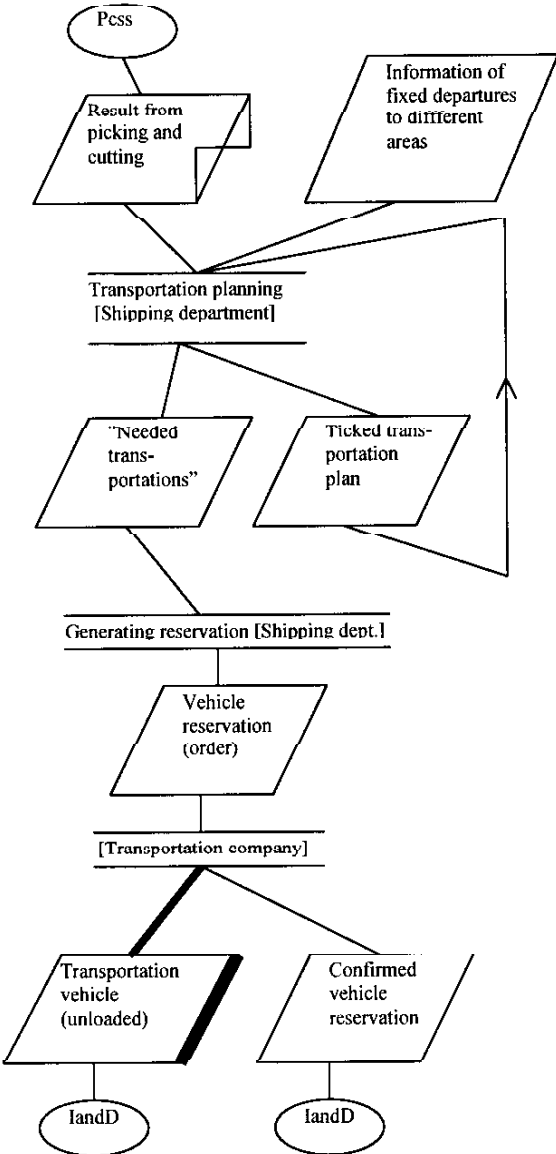 Pcss
Result from
picking and
cutting
Information of
fixed departures
to diffferent
areas
Transportation planning
[Shipping department]
"Needed
trans-
portations"
Ticked trans-
portation
plan
Generating reservation [Shipping dept.]
Vehicle
reservation
(order)
[Transportation company]
Transportation
vehicle
(unloaded)
Confirmed
vehicle
reservation
IandD
IandD